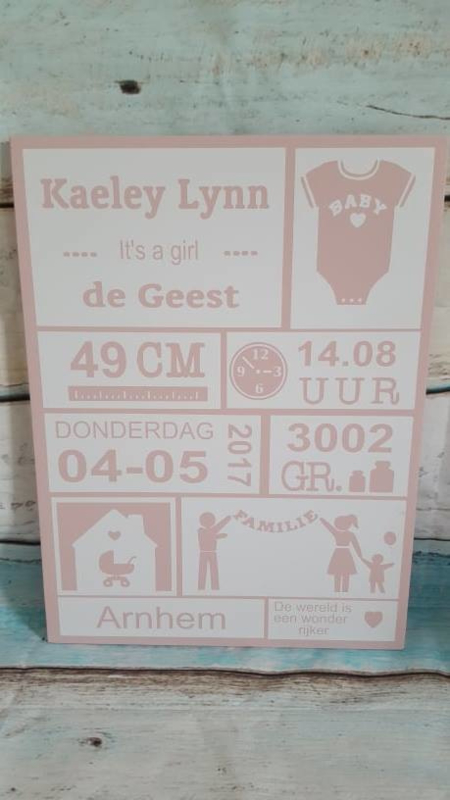 Kaeley Lynn
It's a girl
de Geest
BABY
49 CM
12
9 3
6
14.08
UUR
DONDERDAG
04-05
2017
3002
GR.
FAMILIE
Arnhem
De wereld is
een wonder
rijker